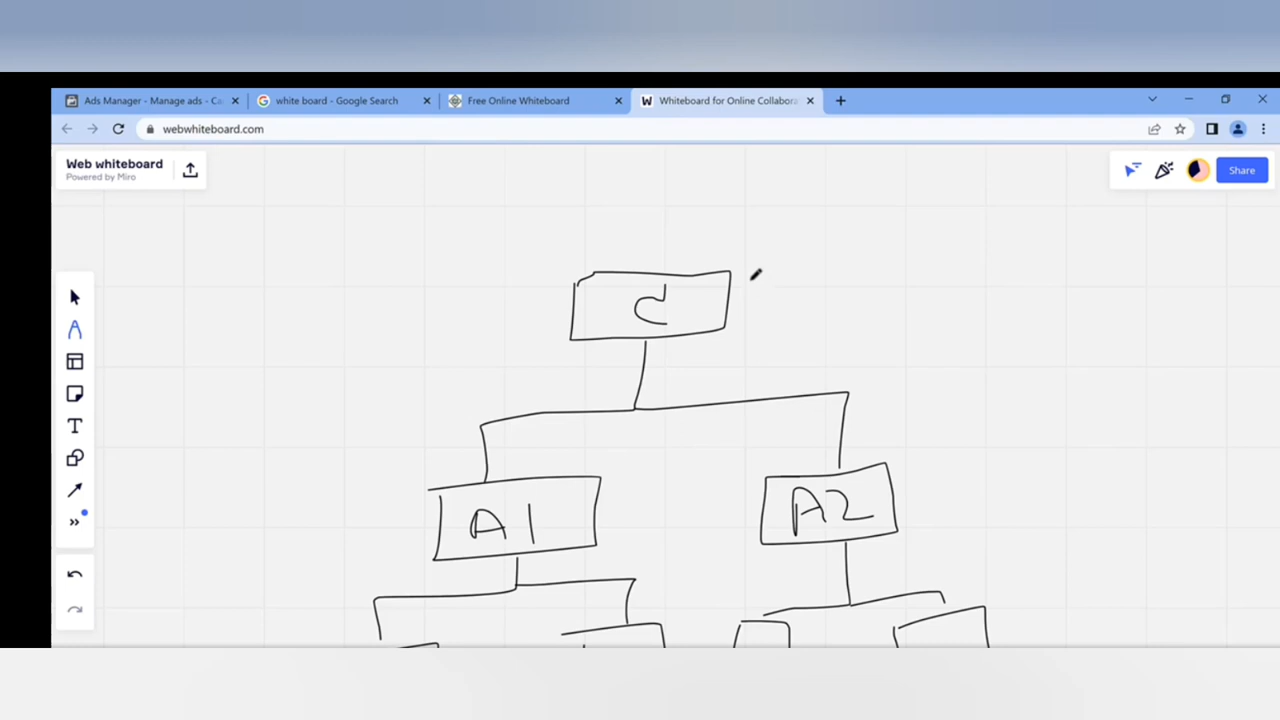 Ads Manager - Manage ads - Ca
white board - Google Search
Free Online Whiteboard
W Whiteboard for Online Collabora
webwhiteboard.com
Web whiteboard
Powered by Miro
Share
T
C
A1
A2